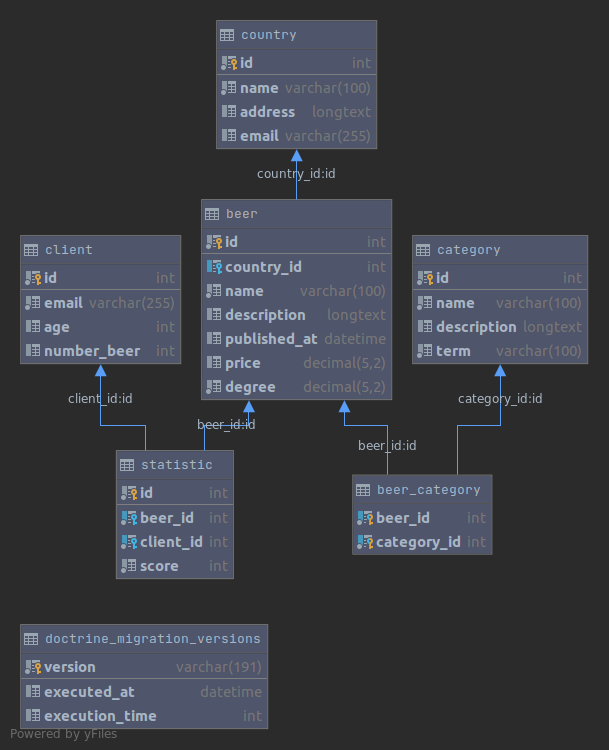 country
id int
name varchar(100)
address longtext
email varchar(255)
country_id:id
beer
id int
country_id int
name varchar(100)
description longtext
published_at datetime
price decimal(5,2)
degree decimal(5,2)
client
id int
email varchar(255)
age int
number_beer int
category
id int
name varchar(100)
description longtext
term varchar(100)
client_id:id
beer_id:id
category_id:id
beer_id:id
statistic
id int
beer_id int
client_id int
score int
beer_category
beer_id int
category_id int
doctrine_migration_versions
version varchar(191)
executed_at datetime
execution_time int
Powered by yFiles